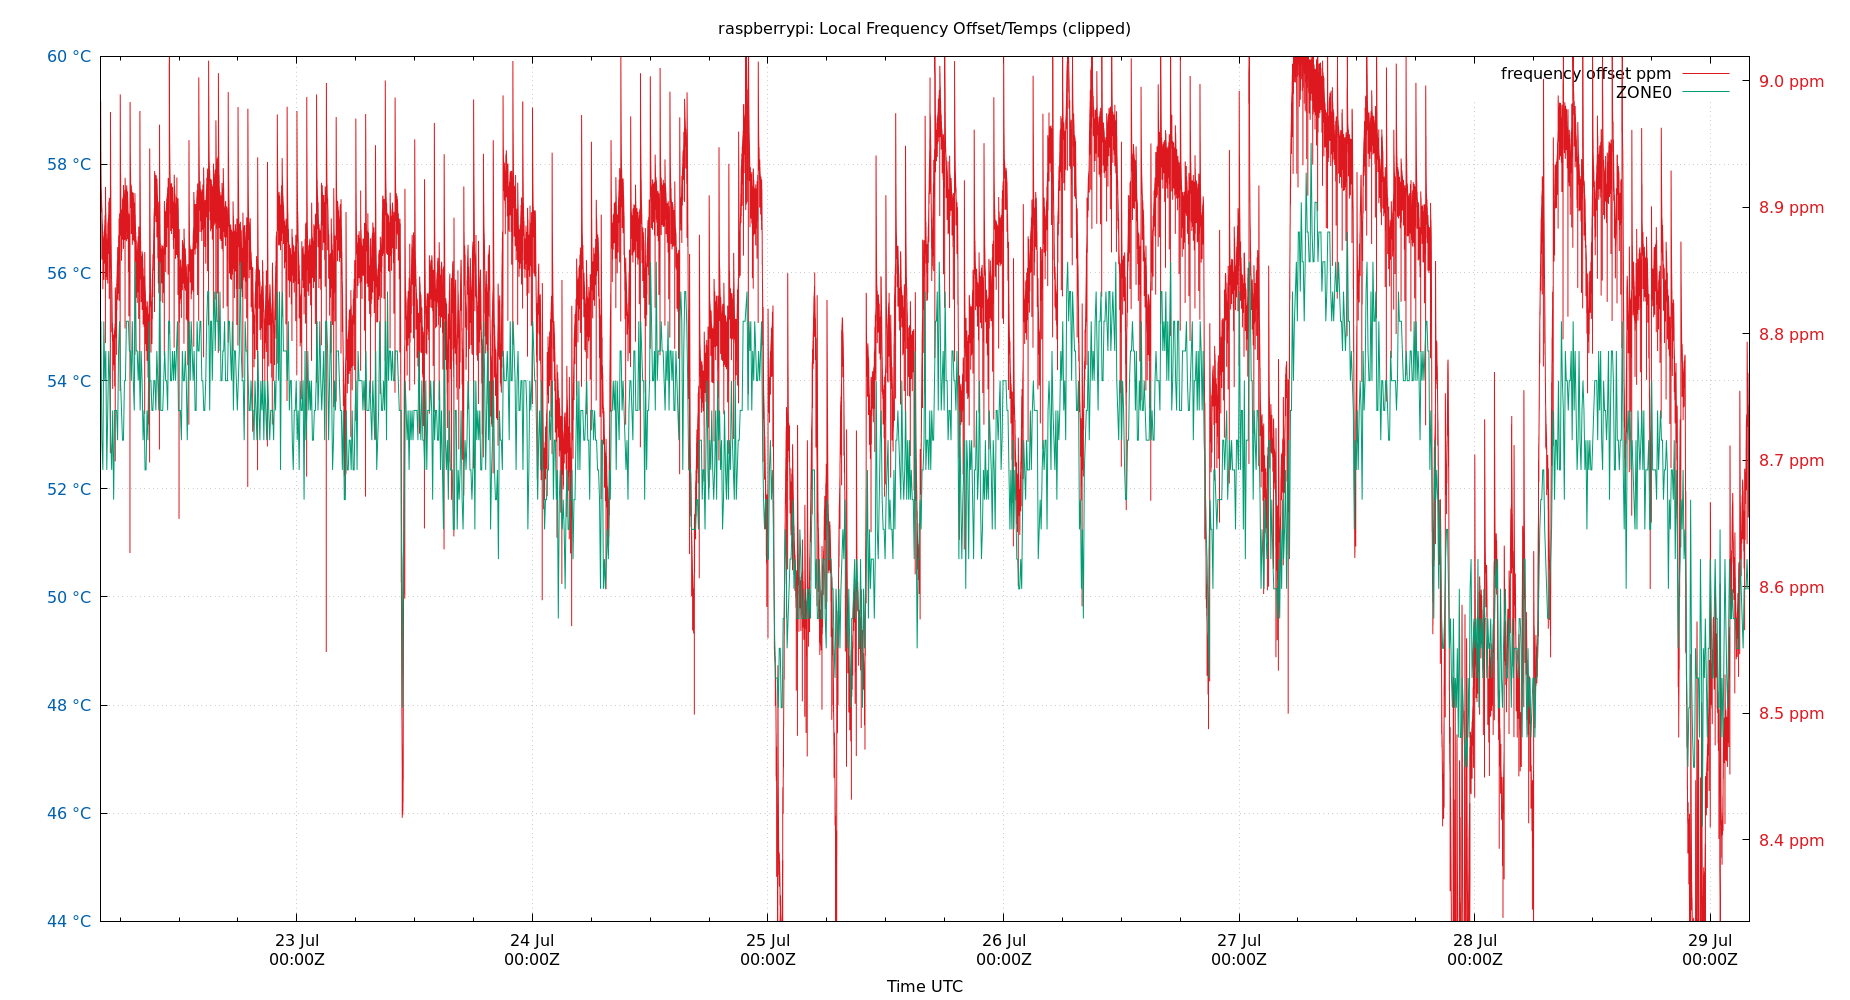 raspberrypi: Local Frequency Offset/Temps (clipped)
60 °C
58 °C
56 °C
54 °C
52 °C
50 °C
48 °C
46 °C
44 °C
frequency offset ppm
ZONE0
9.0 ppm
8.9 ppm
8.8 ppm
8.7 ppm
8.6 ppm
8.5 ppm
8.4 ppm
23 Jul
00:00Z
24 Jul
00:00Z
25 Jul
00:00Z
26 Jul
00:00Z
27 Jul
00:00Z
28 Jul
00:00Z
29 Jul
00:00Z
Time UTC